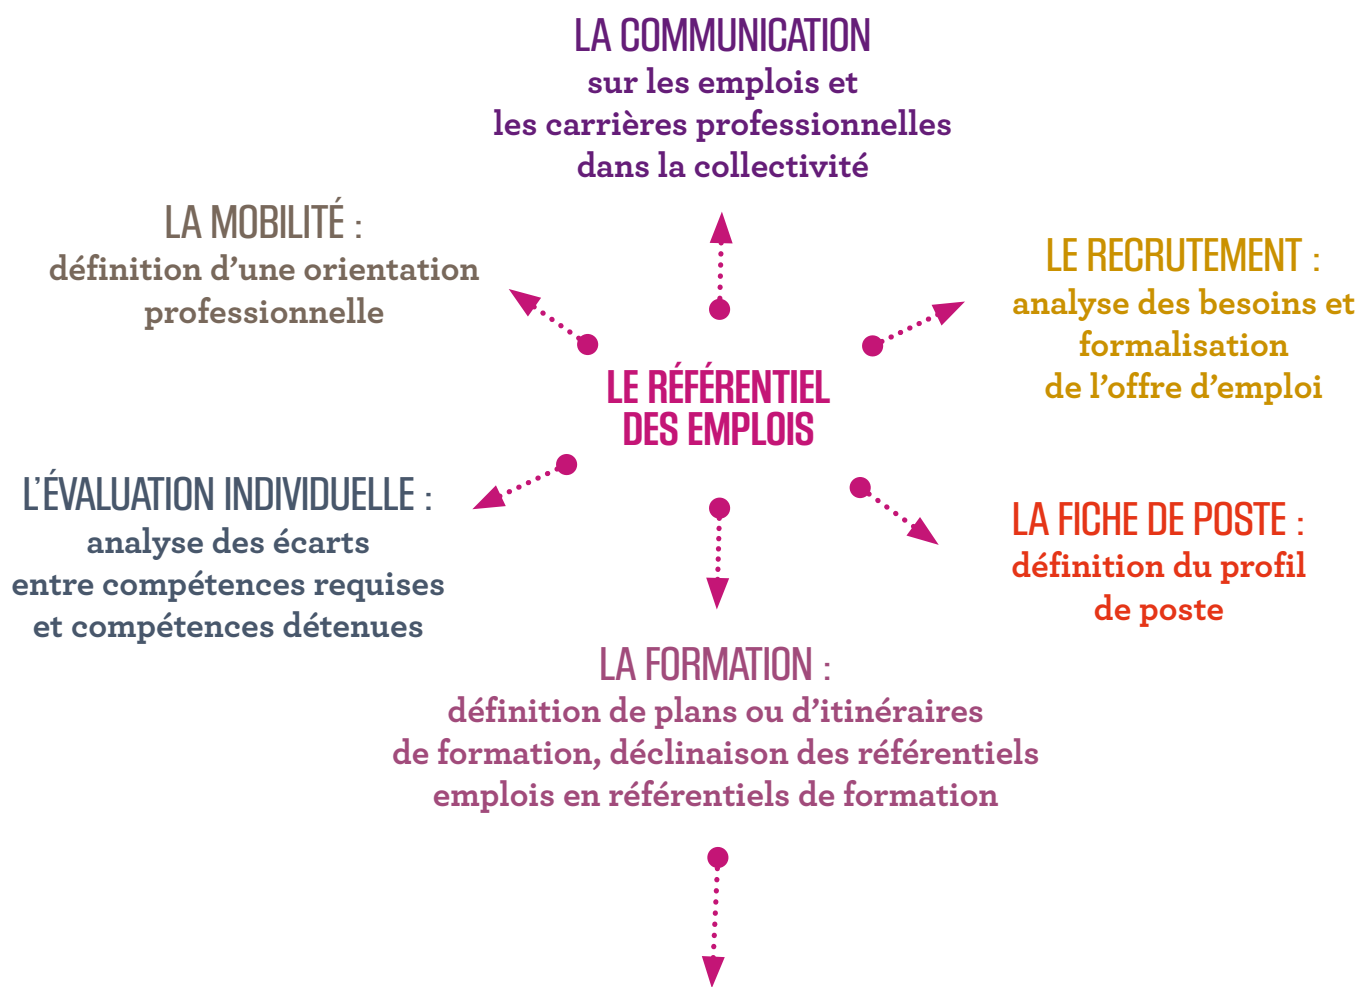 LA COMMUNICATION
sur les emplois et
les carrières professionnelles
dans la collectivité
LA MOBILITÉ :
définition d’une orientation
professionnelle
LE RECRUTEMENT :
analyse des besoins et
formalisation
de l’offre d’emploi
LE RÉFÉRENTIEL
DES EMPLOIS
L’ÉVALUATION INDIVIDUELLE :
analyse des écarts
entre compétences requises
et compétences détenues
LA FICHE DE POSTE :
définition du profil
de poste
LA FORMATION :
définition de plans ou d’itinéraires
de formation, déclinaison des référentiels
emplois en référentiels de formation